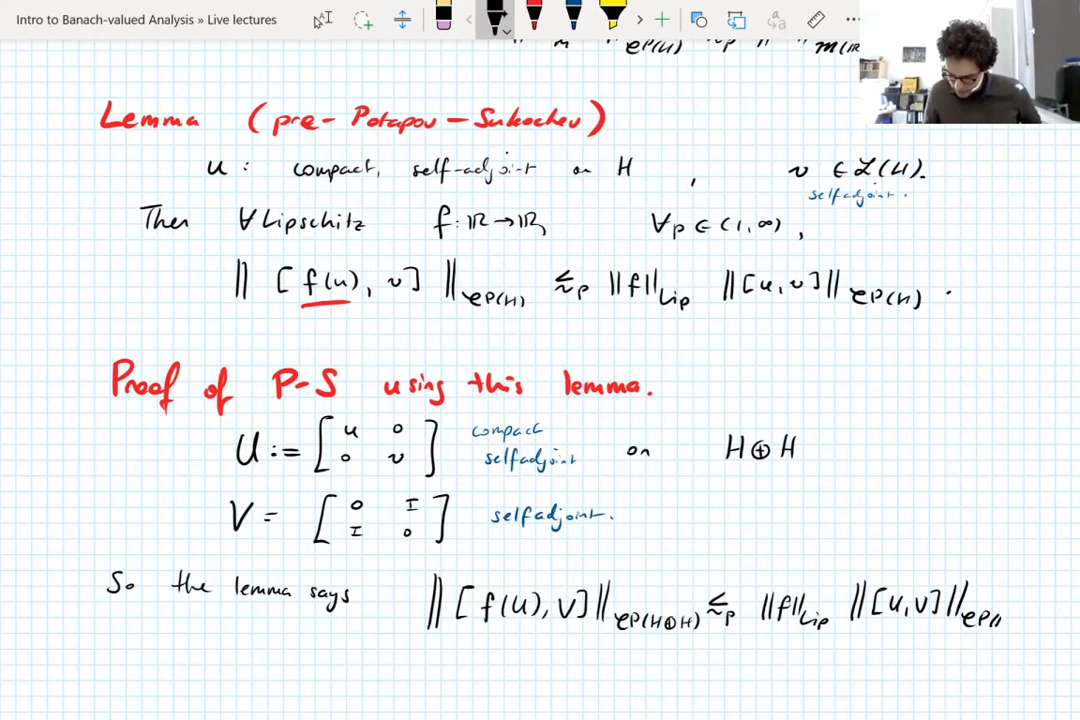 Intro to Banach-valued Analysis » Live lectures
Lemma (pre-Potapov-Sukochev)
u : compact, self-adjoint on H , v ∈ L(H).
selfadjoint.
Then ∀ Lipschitz f: ℝ → ℝ, ∀p ∈ (1,∞),
‖ [f(u), v] ‖_{𝒞^p(H)} ≲_p ‖f‖_{Lip} ‖[u,v]‖_{𝒞^p(H)} .
Proof of P-S using this lemma.
U := [ u 0 ; 0 v ] compact selfadjoint on H ⊕ H
V = [ 0 I ; I 0 ] selfadjoint.
So the lemma says ‖ [f(U), V] ‖_{𝒞^p(H⊕H)} ≲_p ‖f‖_{Lip} ‖[U,V]‖_{𝒞^p